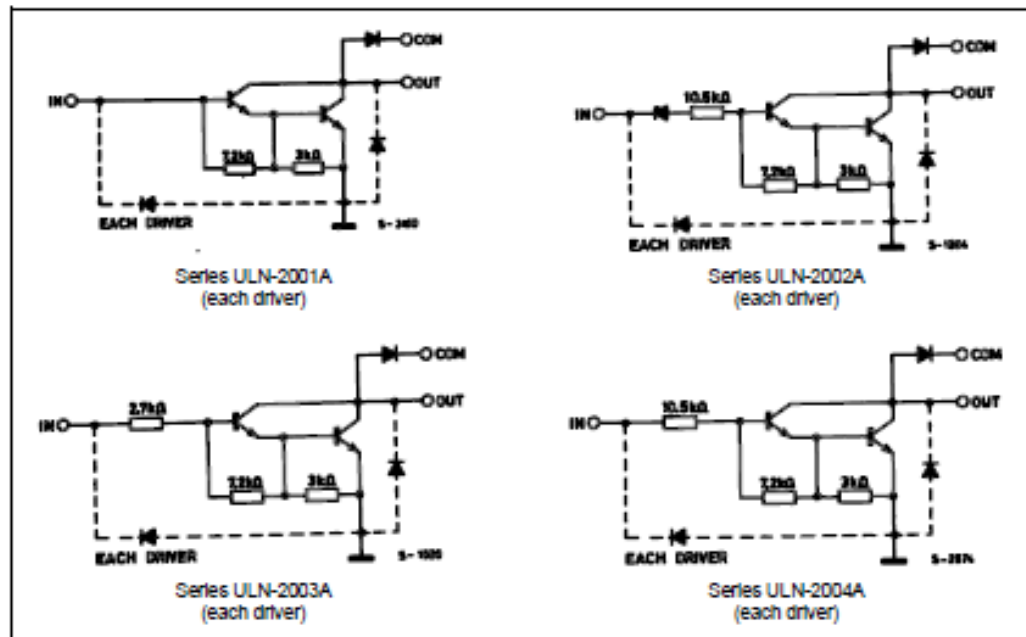 COM
OUT
IN
7.2kΩ 3kΩ
EACH DRIVER
Series ULN-2001A
(each driver)
COM
OUT
IN
10.5kΩ
7.2kΩ 3kΩ
EACH DRIVER
Series ULN-2002A
(each driver)
COM
OUT
IN
2.7kΩ
7.2kΩ 3kΩ
EACH DRIVER
Series ULN-2003A
(each driver)
COM
OUT
IN
10.5kΩ
7.2kΩ 3kΩ
EACH DRIVER
Series ULN-2004A
(each driver)